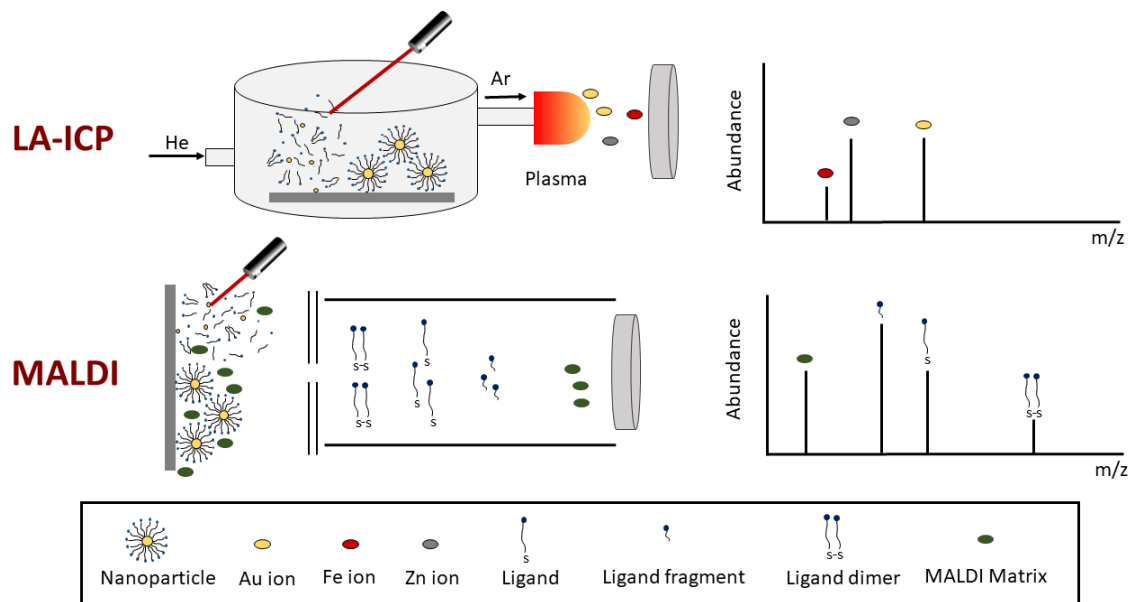 LA-ICP
He
Ar
Plasma
Abundance
m/z
MALDI
s-s
s
s
s-s
s
Abundance
s
s-s
m/z
s
s-s
Nanoparticle
Au ion
Fe ion
Zn ion
Ligand
Ligand fragment
Ligand dimer
MALDI Matrix